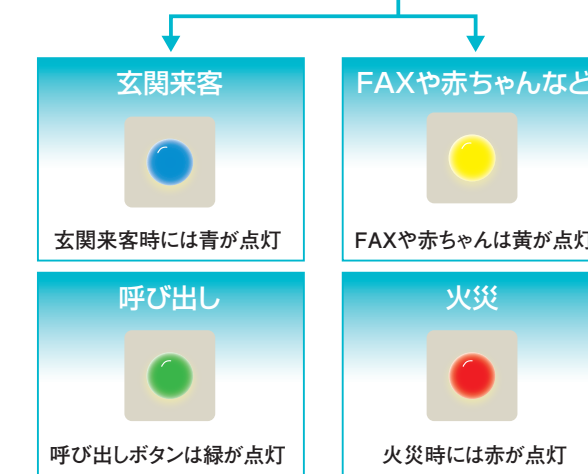 玄関来客
FAXや赤ちゃんなど
玄関来客時には青が点灯
FAXや赤ちゃんは黄が点灯
呼び出し
火災
呼び出しボタンは緑が点灯
火災時には赤が点灯